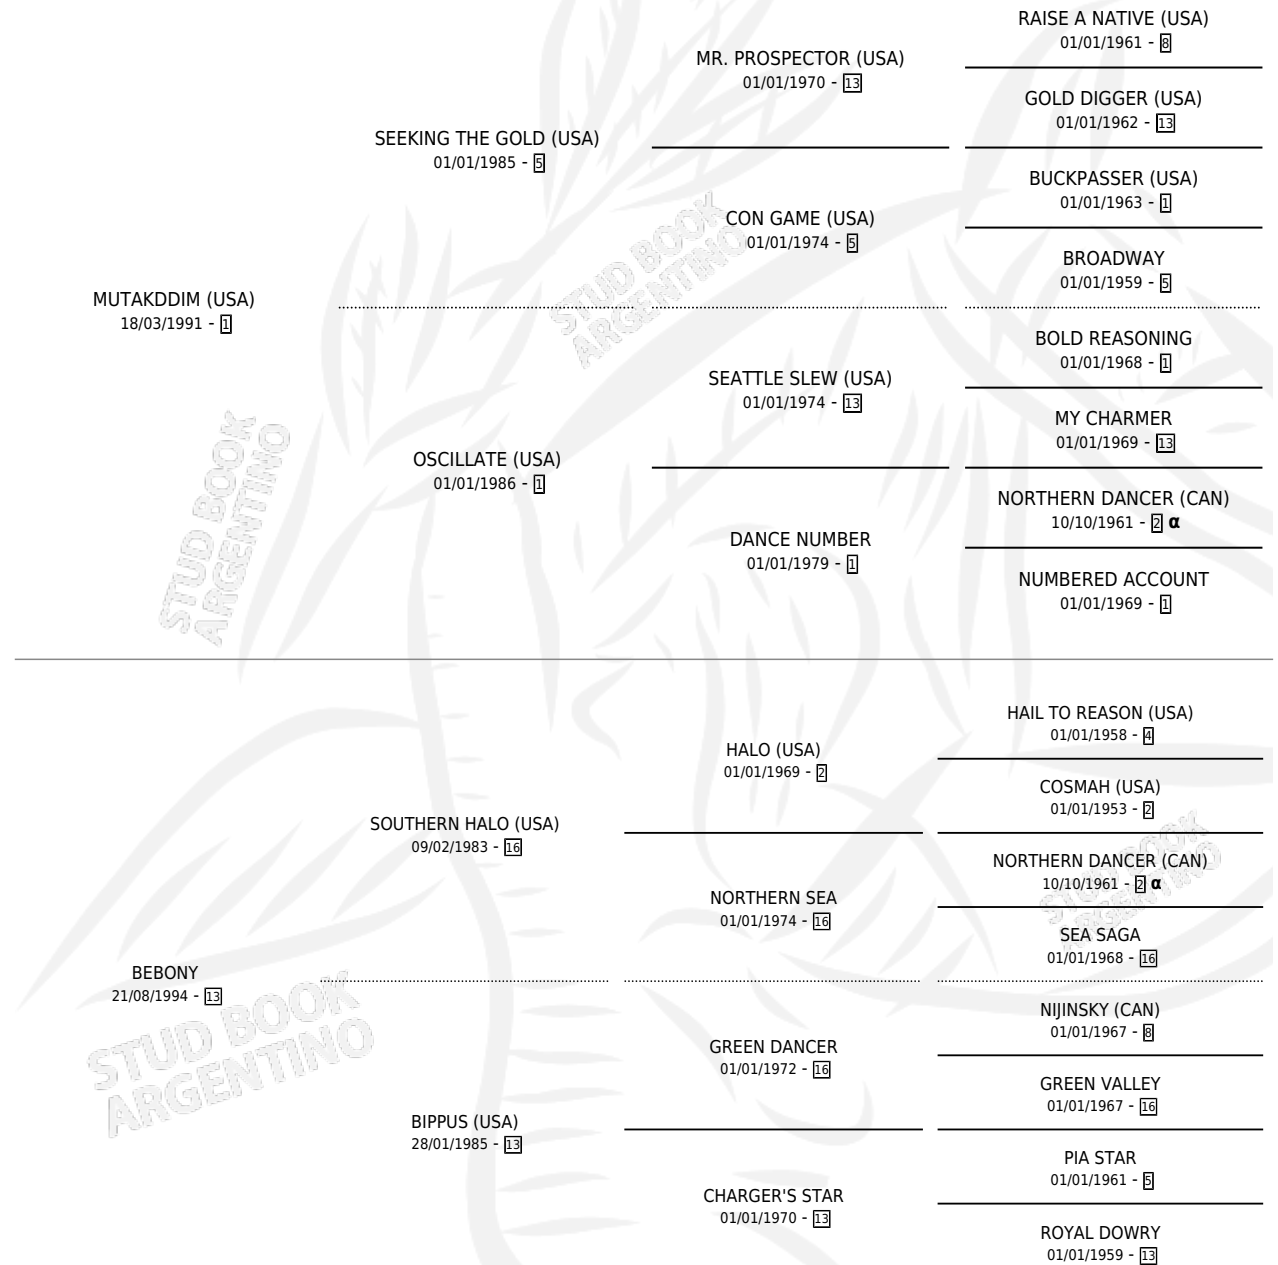 RAISE A NATIVE (USA)
01/01/1961 - 8
MR. PROSPECTOR (USA)
01/01/1970 - 13
GOLD DIGGER (USA)
01/01/1962 - 13
SEEKING THE GOLD (USA)
01/01/1985 - 5
BUCKPASSER (USA)
01/01/1963 - 1
CON GAME (USA)
01/01/1974 - 5
BROADWAY
01/01/1959 - 5
MUTAKDDIM (USA)
18/03/1991 - 1
BOLD REASONING
01/01/1968 - 1
SEATTLE SLEW (USA)
01/01/1974 - 13
MY CHARMER
01/01/1969 - 13
OSCILLATE (USA)
01/01/1986 - 1
NORTHERN DANCER (CAN)
10/10/1961 - 2 α
DANCE NUMBER
01/01/1979 - 1
NUMBERED ACCOUNT
01/01/1969 - 1
HAIL TO REASON (USA)
01/01/1958 - 4
HALO (USA)
01/01/1969 - 2
COSMAH (USA)
01/01/1953 - 2
SOUTHERN HALO (USA)
09/02/1983 - 16
NORTHERN DANCER (CAN)
10/10/1961 - 2 α
NORTHERN SEA
01/01/1974 - 16
SEA SAGA
01/01/1968 - 16
BEBONY
21/08/1994 - 13
NIJINSKY (CAN)
01/01/1967 - 8
GREEN DANCER
01/01/1972 - 16
GREEN VALLEY
01/01/1967 - 16
BIPPUS (USA)
28/01/1985 - 13
PIA STAR
01/01/1961 - 5
CHARGER'S STAR
01/01/1970 - 13
ROYAL DOWRY
01/01/1959 - 13
STUD BOOK
ARGENTINO
STUD BOOK
ARGENTINO
STUD BOOK
ARGENTINO
STUD BOOK
ARGENTINO